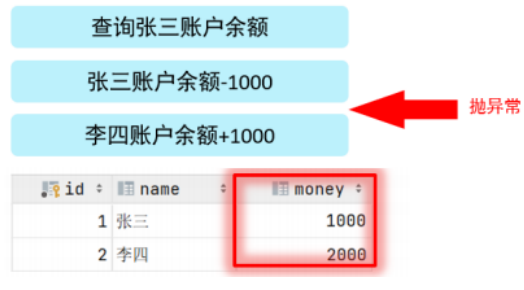 查询张三账户余额
张三账户余额-1000
抛异常
李四账户余额+1000
id name money
1 张三 1000
2 李四 2000